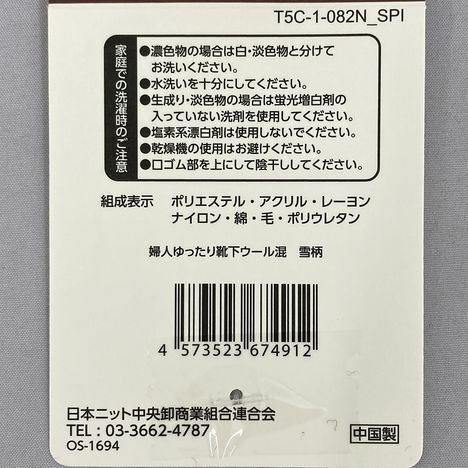 T5C-1-082N_SPI
家庭での洗濯時のご注意
●濃色物の場合は白・淡色物と分けて
お洗いください。
●水洗いを十分にしてください。
●生成り・淡色物の場合は蛍光増白剤の
入っていない洗剤を使用してください。
●塩素系漂白剤は使用しないでください。
●乾燥機の使用はお避けください。
●口ゴム部を上にして陰干ししてください。
組成表示 ポリエステル・アクリル・レーヨン
ナイロン・綿・毛・ポリウレタン
婦人ゆったり靴下ウール混 雪柄
4 573523 674912
日本ニット中央卸商業組合連合会
TEL : 03-3662-4787
OS-1694
中国製